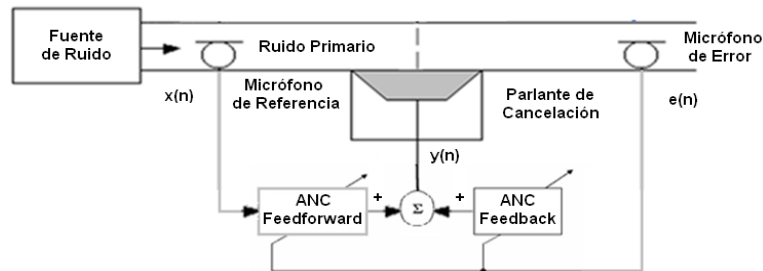 Fuente
de Ruido
Ruido Primario
Micrófono
de Error
x(n)
Micrófono
de Referencia
Parlante de
Cancelación
e(n)
y(n)
ANC
Feedforward
+
Σ
+
ANC
Feedback